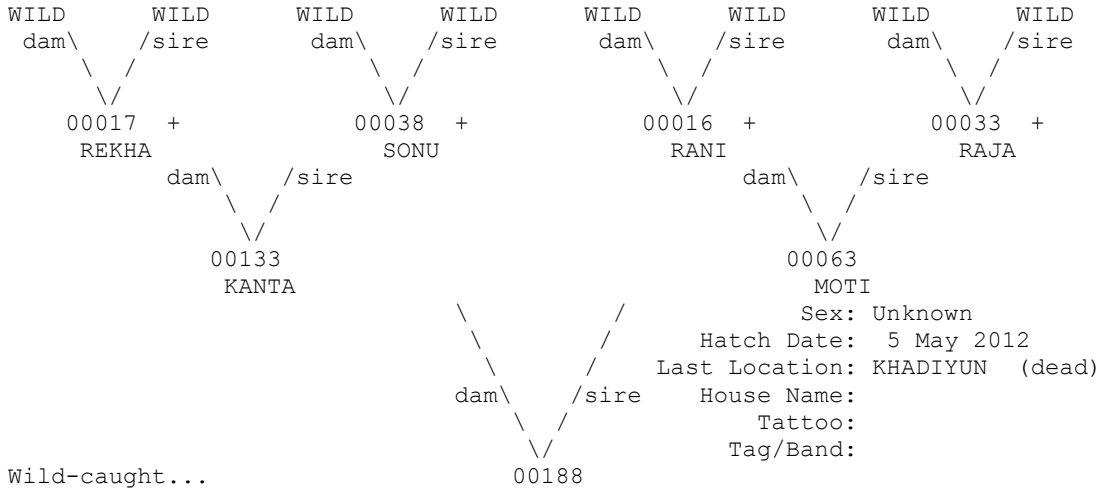 WILD WILD WILD WILD WILD WILD WILD WILD
dam\ /sire dam\ /sire dam\ /sire dam\ /sire
\ / \ / \ / \ /
\/ \/ \/ \/
00017 + 00038 + 00016 + 00033 +
REKHA SONU RANI RAJA
dam\ /sire dam\ /sire
\ / \ /
\/ \/
00133 00063
KANTA MOTI
\ / Sex: Unknown
\ / Hatch Date: 5 May 2012
\ / Last Location: KHADIYUN (dead)
dam\ /sire House Name:
\ / Tattoo:
\/ Tag/Band:
Wild-caught... 00188